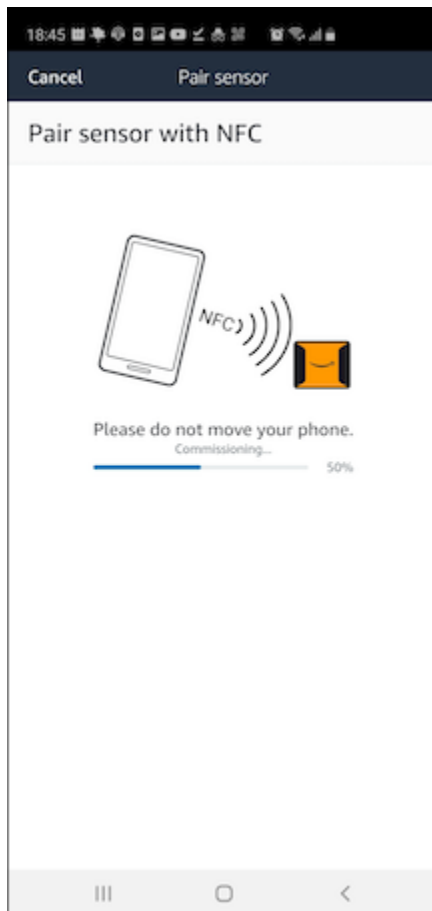 18:45
Cancel Pair sensor
Pair sensor with NFC
NFC
Please do not move your phone.
Commissioning...
50%